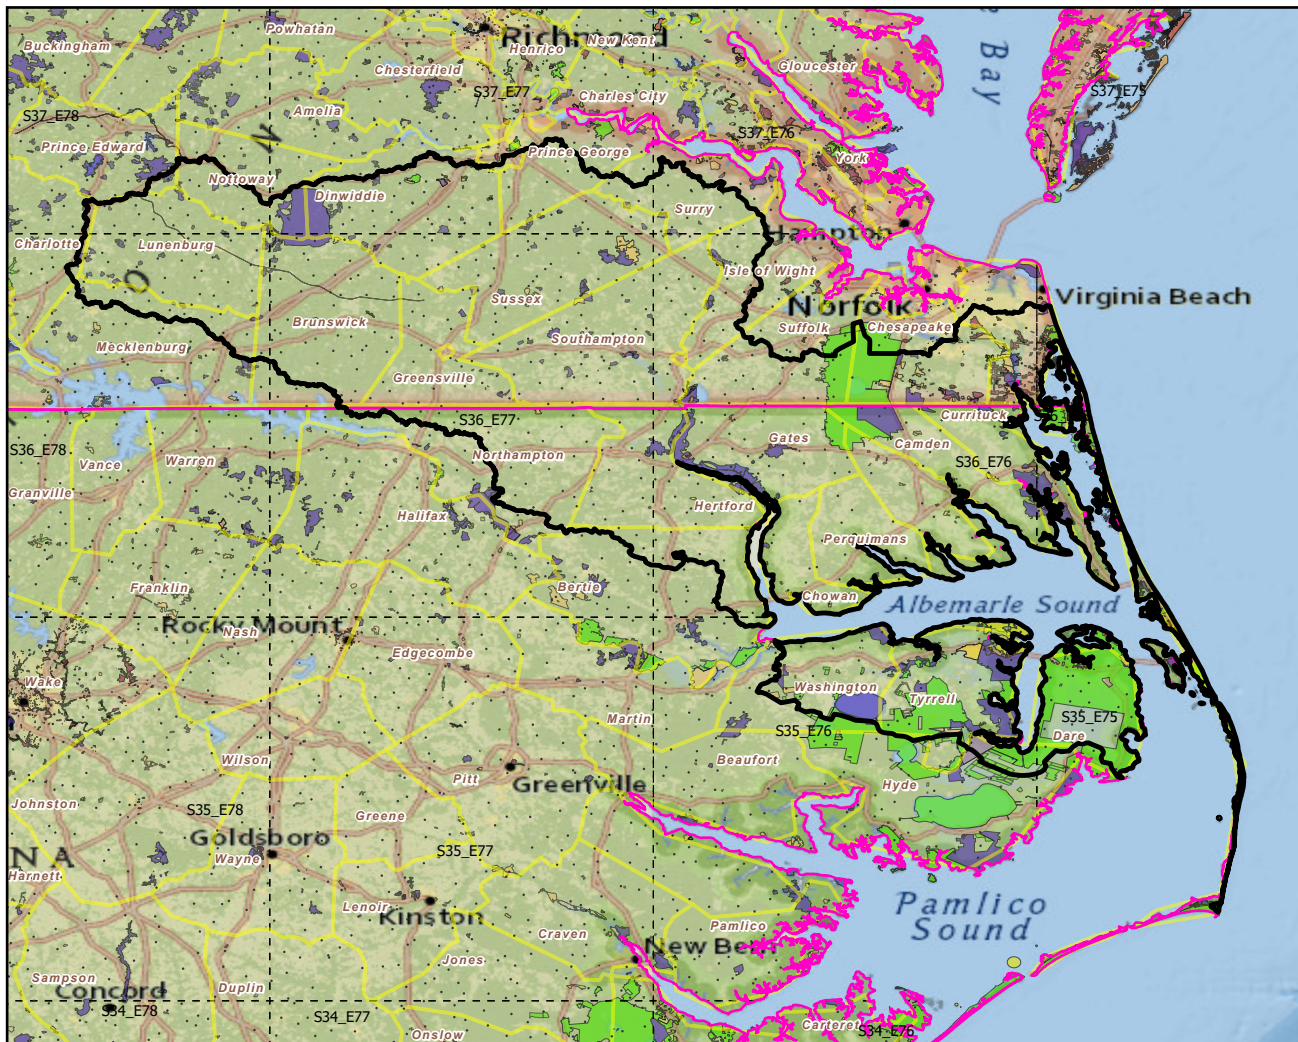 Powhatan
Buckingham
Richmond
Henrico
New Kent
Bay
Chesterfield
Gloucester
S37_E77
Charles City
S37_E75
Amelia
S37_E78
N
S37_E76
Prince Edward
Prince George
York
Nottoway
Dinwiddie
Surry
Hampton
Charlotte
Lunenburg
Isle of Wight
O
Sussex
Norfolk
Virginia Beach
Brunswick
Suffolk
Chesapeake
Mecklenburg
Southampton
Greensville
S36_E77
Currituck
Gates
Camden
S36_E78
Vance
Warren
Northampton
S36_E76
Granville
Hertford
Halifax
Perquimans
Franklin
Bertie
Chowan
Albemarle Sound
Rocky Mount
Nash
Edgecombe
Wake
Washington
Tyrrell
Martin
S35_E75
S35_E76
Dare
Wilson
Beaufort
Pitt
Greenville
Hyde
Johnston
S35_E78
Greene
Goldsboro
S35_E77
N A
Wayne
Harnett
Lenoir
Kinston
Pamlico
Sound
Pamlico
Craven
New Bern
Jones
Sampson
Concord
Duplin
S34_E78
S34_E77
Carteret
S34_E76
Onslow